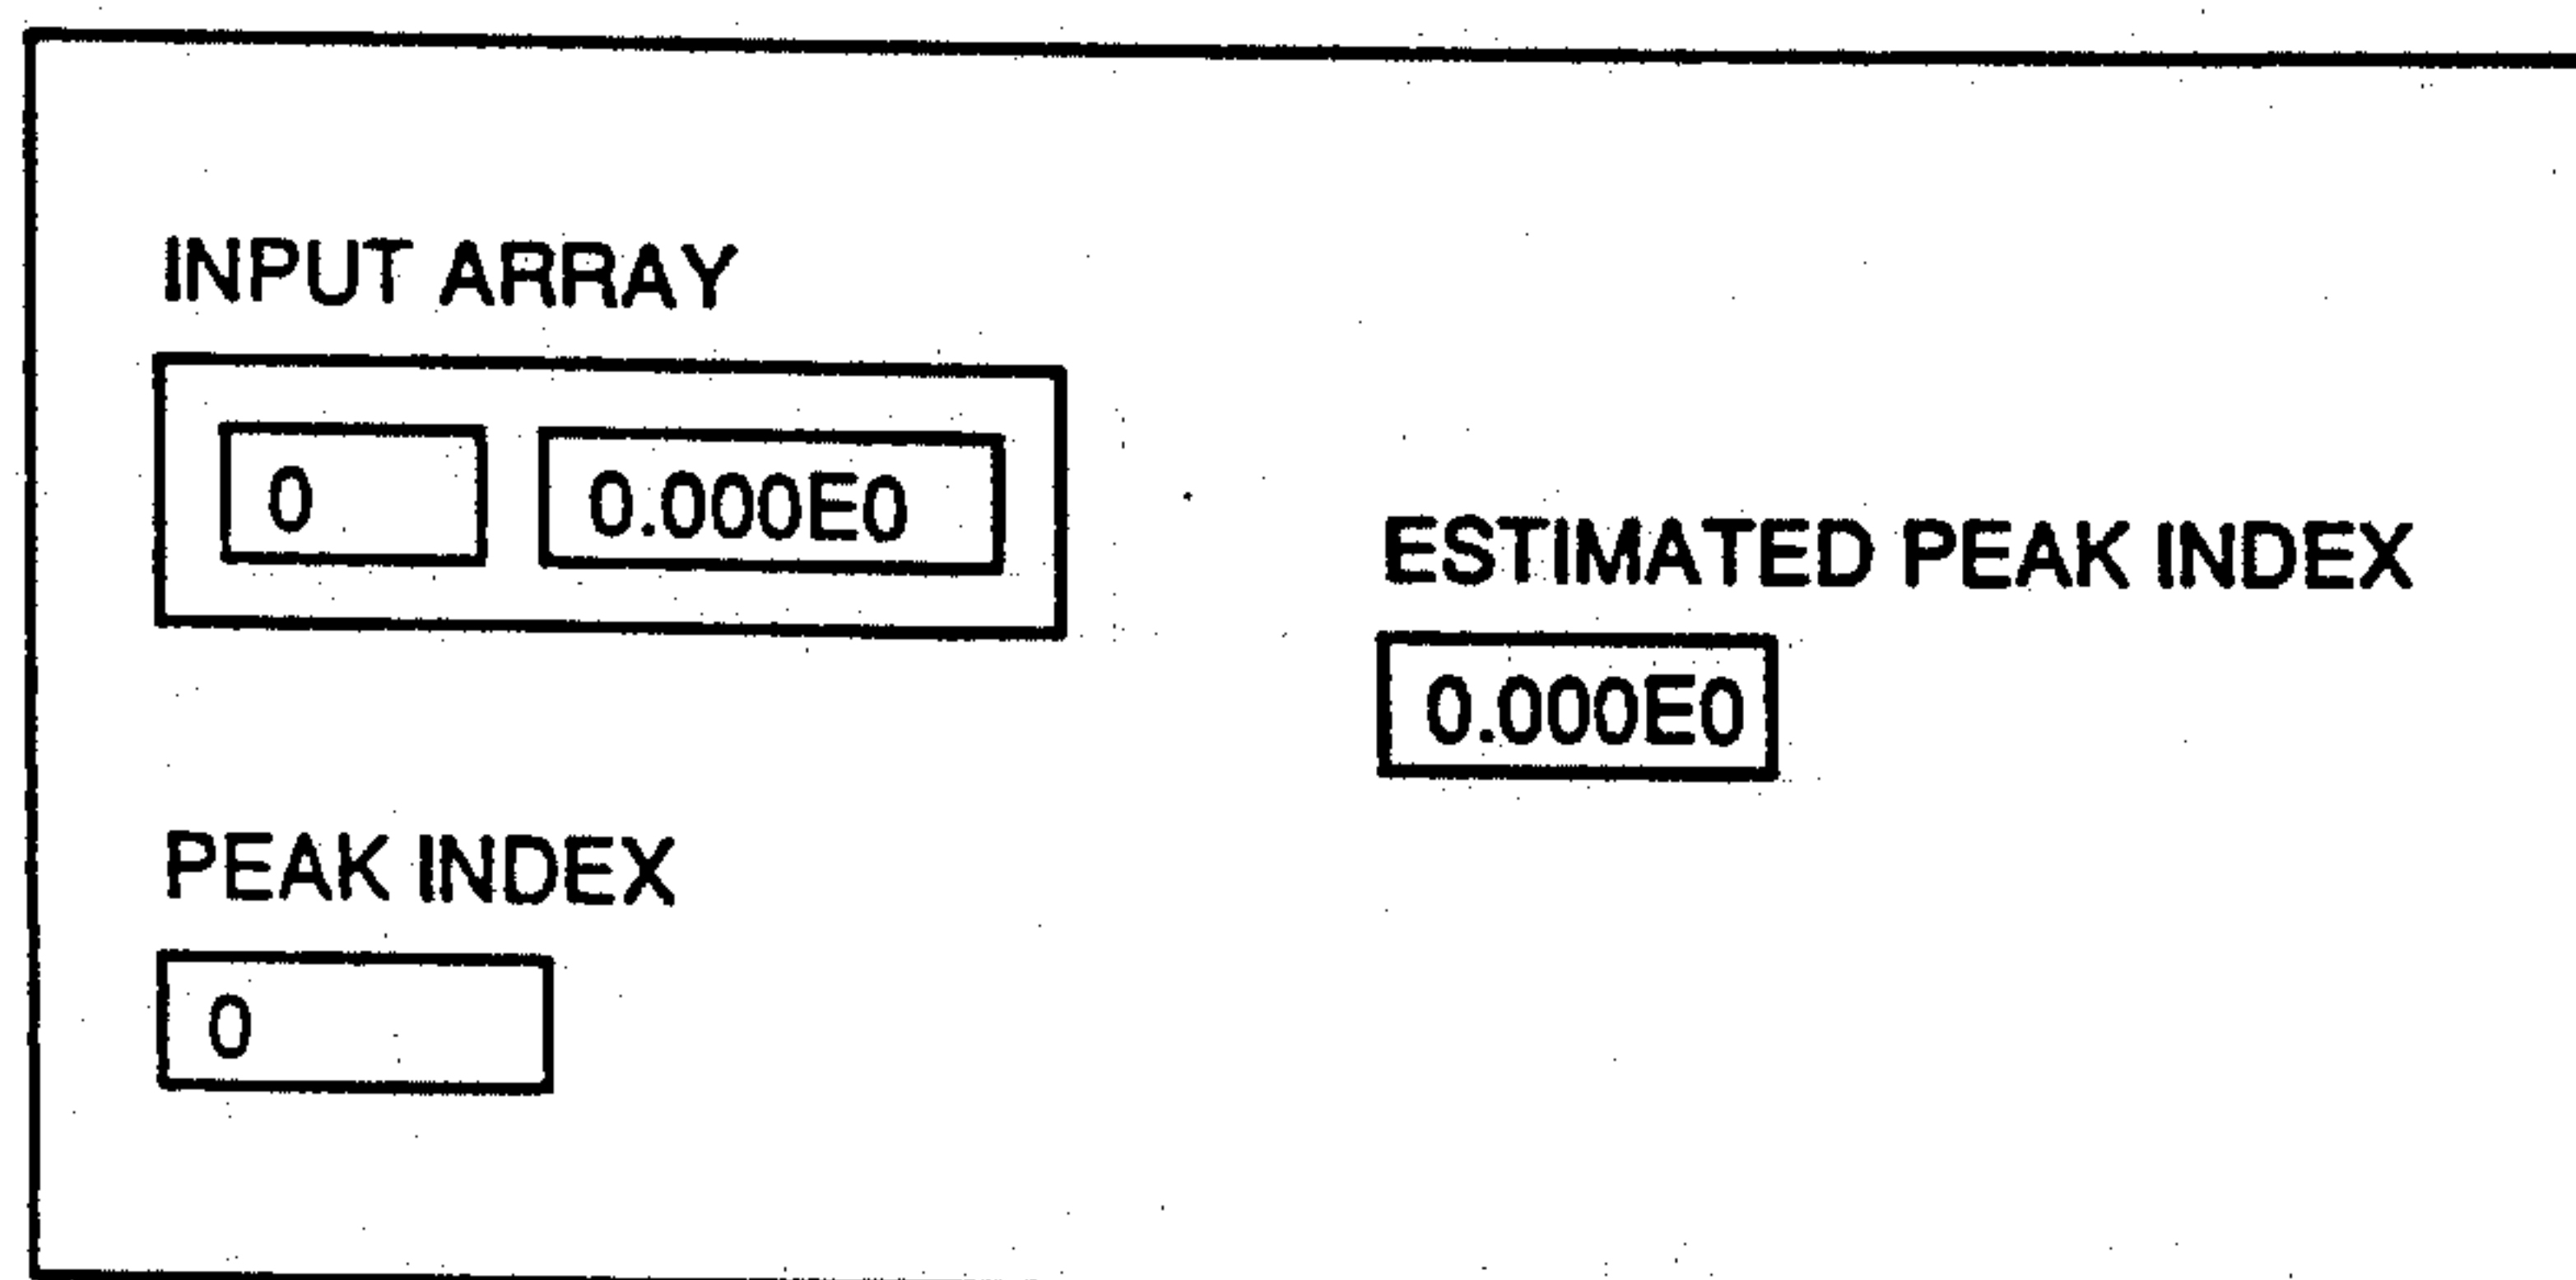 INPUT ARRAY
0 0.000E0
ESTIMATED PEAK INDEX
0.000E0
PEAK INDEX
0